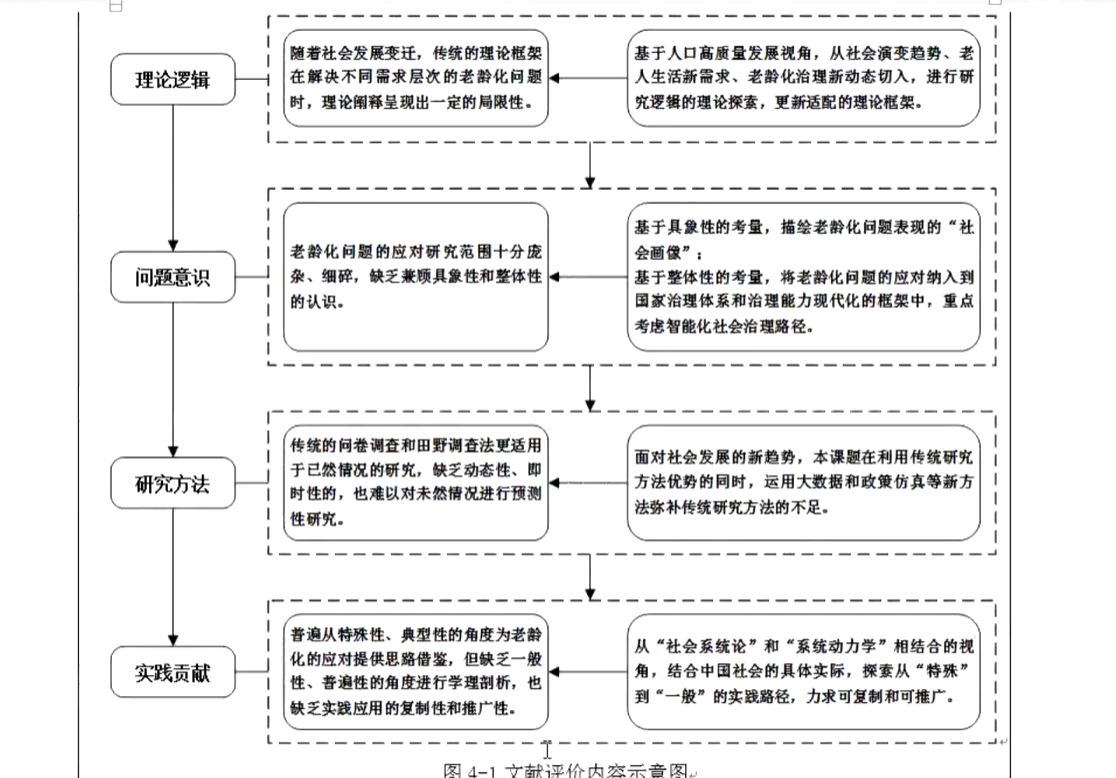 理论逻辑
随着社会发展变迁，传统的理论框架
在解决不同需求层次的老龄化问题
时，理论阐释呈现出一定的局限性。
基于人口高质量发展视角，从社会演变趋势、老
人生活新需求、老龄化治理新动态切入，进行研
究逻辑的理论探索，更新适配的理论框架。
问题意识
老龄化问题的应对研究范围十分庞
杂、细碎，缺乏兼顾具象性和整体性
的认识。
基于具象性的考量，描绘老龄化问题表现的“社
会画像”；
基于整体性的考量，将老龄化问题的应对纳入到
国家治理体系和治理能力现代化的框架中，重点
考虑智能化社会治理路径。
研究方法
传统的问卷调查和田野调查法更适用
于已然情况的研究，缺乏动态性、即
时性的，也难以对未然情况进行预测
性研究。
面对社会发展的新趋势，本课题在利用传统研究
方法优势的同时，运用大数据和政策仿真等新方
法弥补传统研究方法的不足。
实践贡献
普遍从特殊性、典型性的角度为老龄
化的应对提供思路借鉴，但缺乏一般
性、普遍性的角度进行学理剖析，也
缺乏实践应用的复制性和推广性。
从“社会系统论”和“系统动力学”相结合的视
角，结合中国社会的具体实际，探索从“特殊”
到“一般”的实践路径，力求可复制和可推广。
图 4-1 文献评价内容示意图